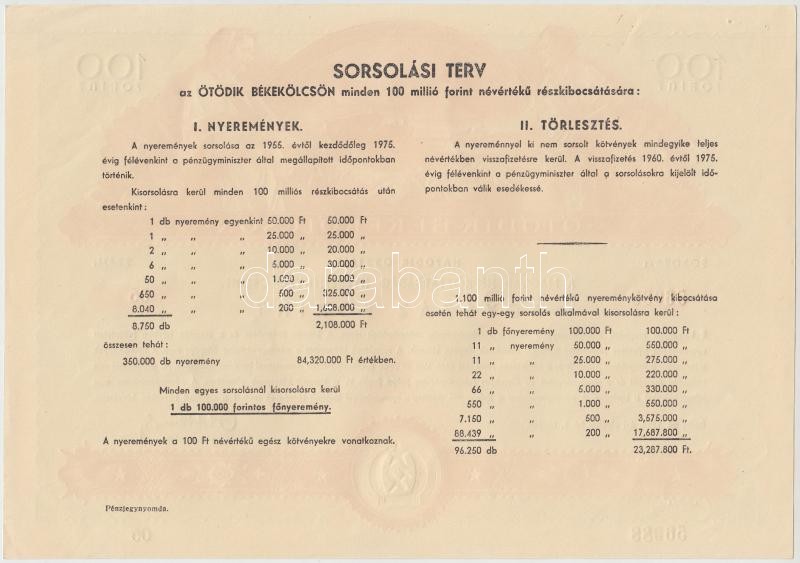 SORSOLÁSI TERV
az ÖTÖDIK BÉKEKÖLCSÖN minden 100 millió forint névértékű részkibocsátására:
I. NYEREMÉNYEK.
A nyeremények sorsolása az 1955. évtől kezdődőleg 1975.
évig félévenkint a pénzügyminiszter által megállapított időpontokban
történik.
Kisorsolásra kerül minden 100 milliós részkibocsátás után
esetenkint:
1 db nyeremény egyenkint 50.000 Ft 50.000 Ft
1 „ „ „ 25.000 „ 25.000 „
2 „ „ „ 10.000 „ 20.000 „
6 „ „ „ 5.000 „ 30.000 „
50 „ „ „ 1.000 „ 50.000 „
650 „ „ „ 500 „ 325.000 „
8.040 „ „ „ 200 „ 1,608.000 „
8.750 db 2,108.000 Ft
összesen tehát:
350.000 db nyeremény 84,320.000 Ft értékben.
Minden egyes sorsolásnál kisorsolásra kerül
1 db 100.000 forintos főnyeremény.
A nyeremények a 100 Ft névértékű egész kötvényekre vonatkoznak.
II. TÖRLESZTÉS.
A nyereménnyel ki nem sorsolt kötvények mindegyike teljes
névértékben visszafizetésre kerül. A visszafizetés 1960. évtől 1975.
évig félévenkint a pénzügyminiszter által a sorsolásokra kijelölt idő-
pontokban válik esedékessé.
1.100 millió forint névértékű nyereménykötvény kibocsátása
esetén tehát egy-egy sorsolás alkalmával kisorsolásra kerül:
1 db főnyeremény 100.000 Ft 100.000 Ft
11 „ nyeremény 50.000 „ 550.000 „
11 „ „ 25.000 „ 275.000 „
22 „ „ 10.000 „ 220.000 „
66 „ „ 5.000 „ 330.000 „
550 „ „ 1.000 „ 550.000 „
7.150 „ „ 500 „ 3,575.000 „
88.439 „ „ 200 „ 17,687.800 „
96.250 db 23,287.800 Ft.
Pénzjegynyomda.
darabanth